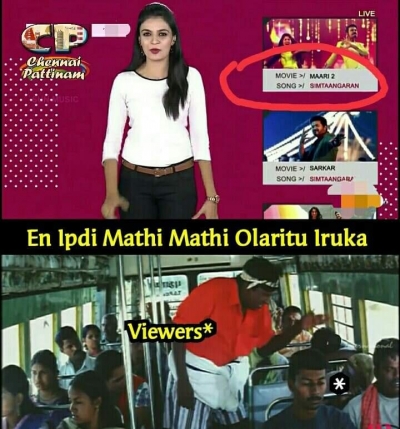 LIVE
CP
Chennai
Pattinam
MUSIC
MOVIE >/ MAARI 2
SONG >/ SIMTAANGARAN
MOVIE >/ SARKAR
SONG >/ SIMTAANGARA
En Ipdi Mathi Mathi Olaritu Iruka
Viewers*
*